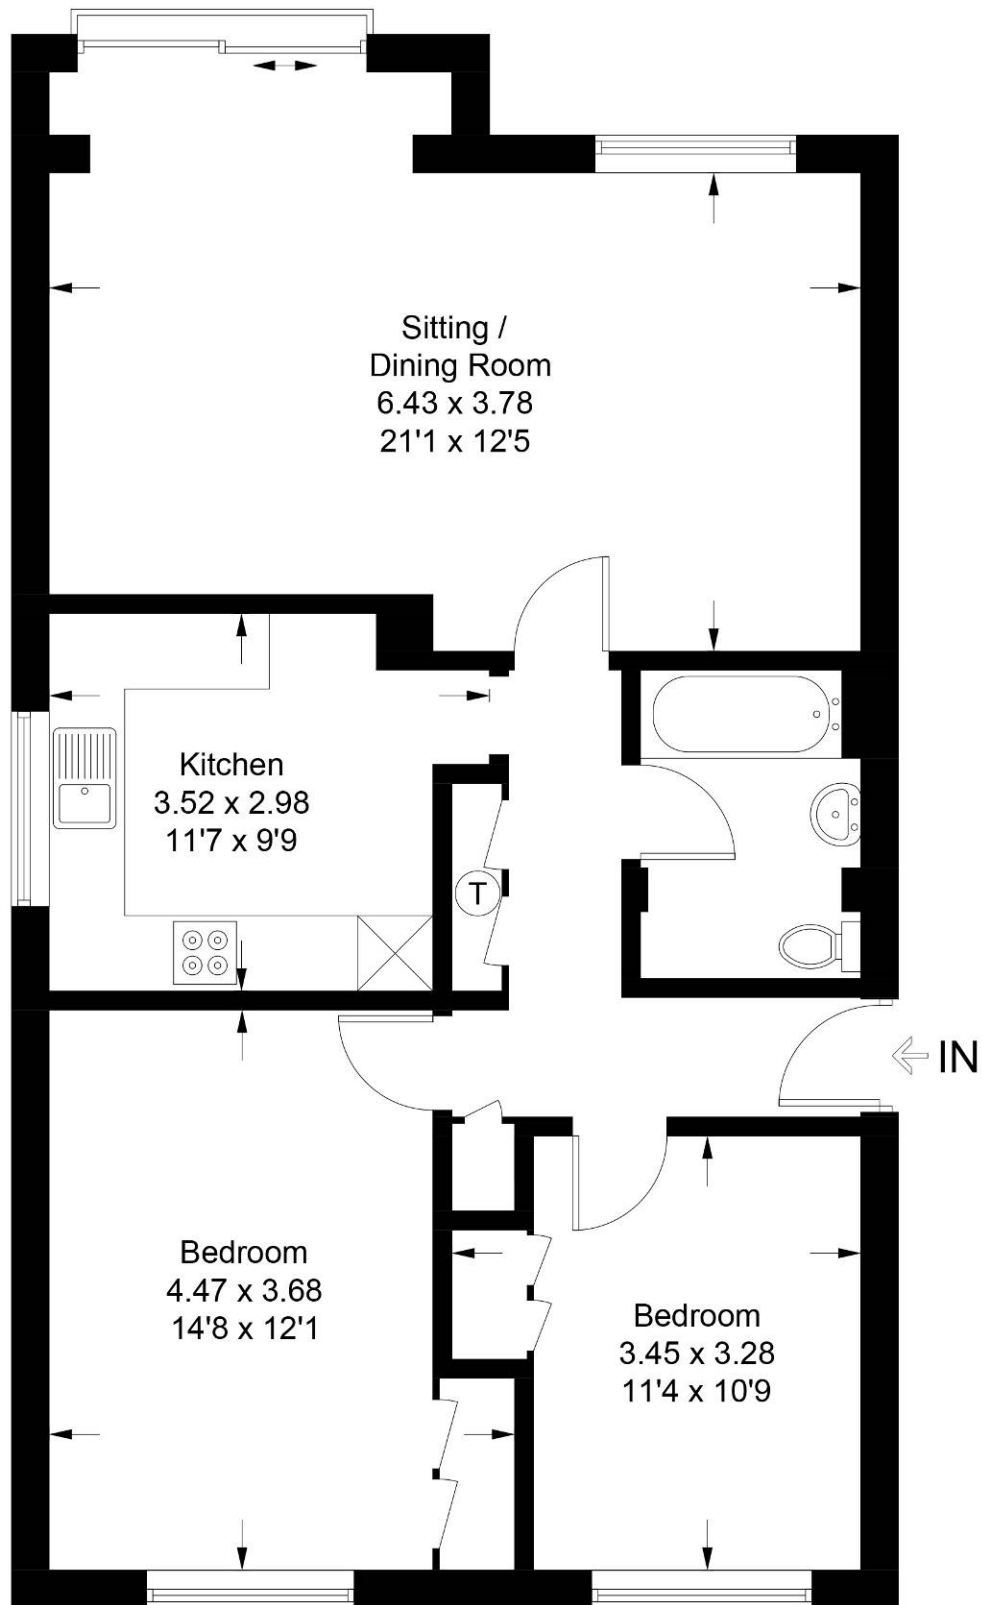 Sitting /
Dining Room
6.43 x 3.78
21'1 x 12'5
Kitchen
3.52 x 2.98
11'7 x 9'9
T
IN
Bedroom
4.47 x 3.68
14'8 x 12'1
Bedroom
3.45 x 3.28
11'4 x 10'9